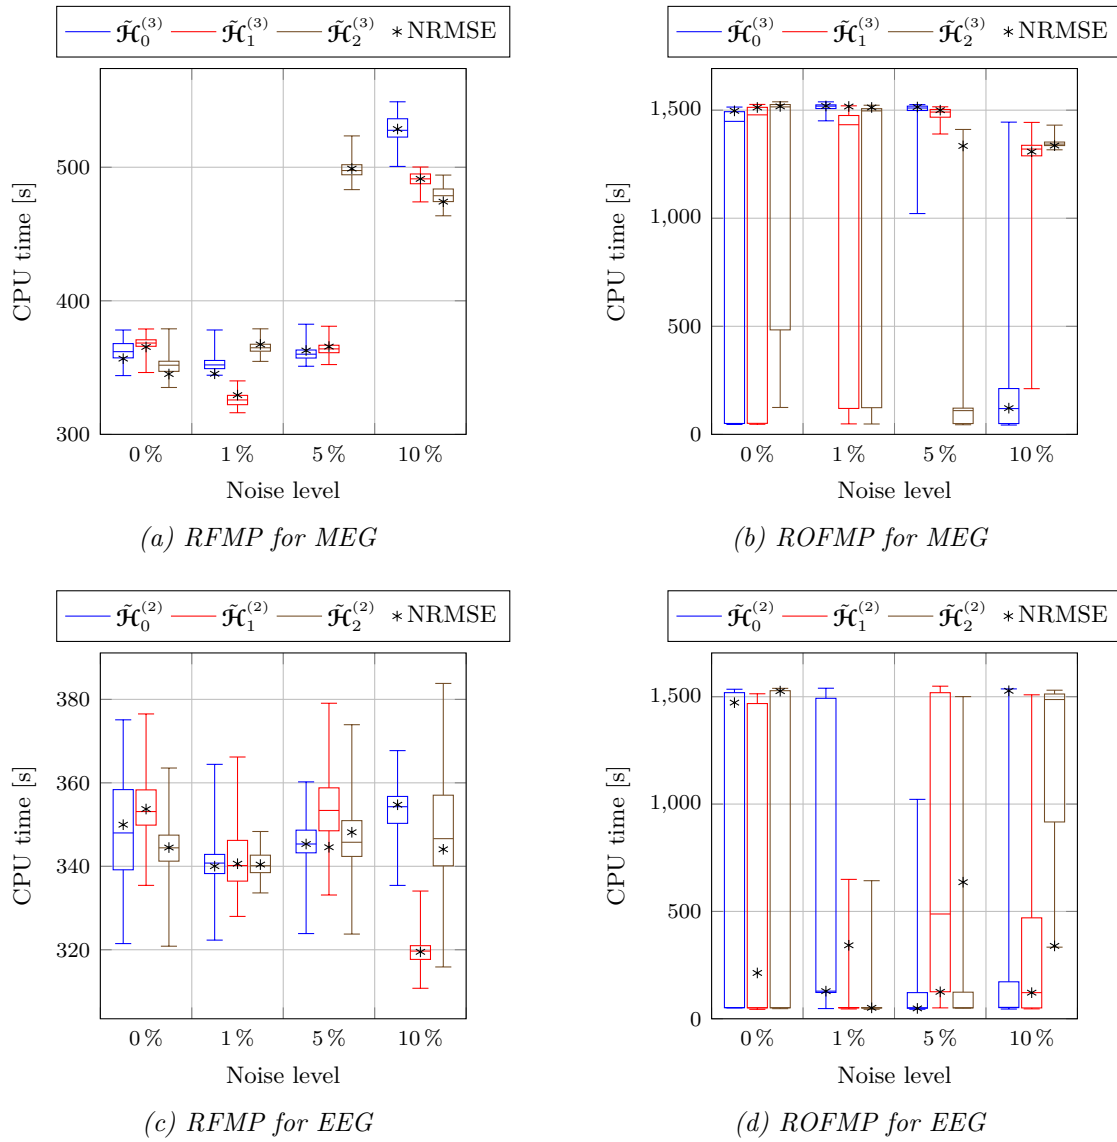 𝕳̃₀⁽³⁾ 𝕳̃₁⁽³⁾ 𝕳̃₂⁽³⁾ * NRMSE
500
400
300
CPU time [s]
0 % 1 % 5 % 10 %
Noise level
(a) RFMP for MEG
𝕳̃₀⁽³⁾ 𝕳̃₁⁽³⁾ 𝕳̃₂⁽³⁾ * NRMSE
1,500
1,000
500
0
CPU time [s]
0 % 1 % 5 % 10 %
Noise level
(b) ROFMP for MEG
𝕳̃₀⁽²⁾ 𝕳̃₁⁽²⁾ 𝕳̃₂⁽²⁾ * NRMSE
380
360
340
320
CPU time [s]
0 % 1 % 5 % 10 %
Noise level
(c) RFMP for EEG
𝕳̃₀⁽²⁾ 𝕳̃₁⁽²⁾ 𝕳̃₂⁽²⁾ * NRMSE
1,500
1,000
500
0
CPU time [s]
0 % 1 % 5 % 10 %
Noise level
(d) ROFMP for EEG